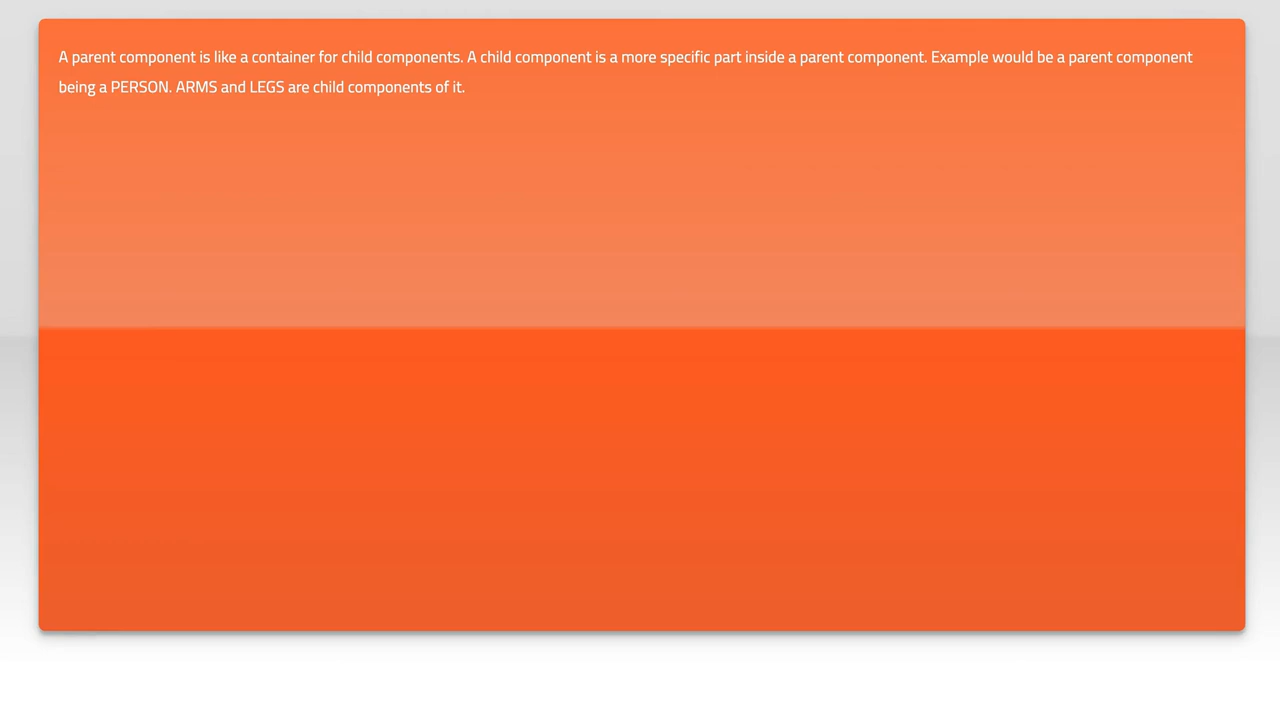 A parent component is like a container for child components. A child component is a more specific part inside a parent component. Example would be a parent component
being a PERSON. ARMS and LEGS are child components of it.